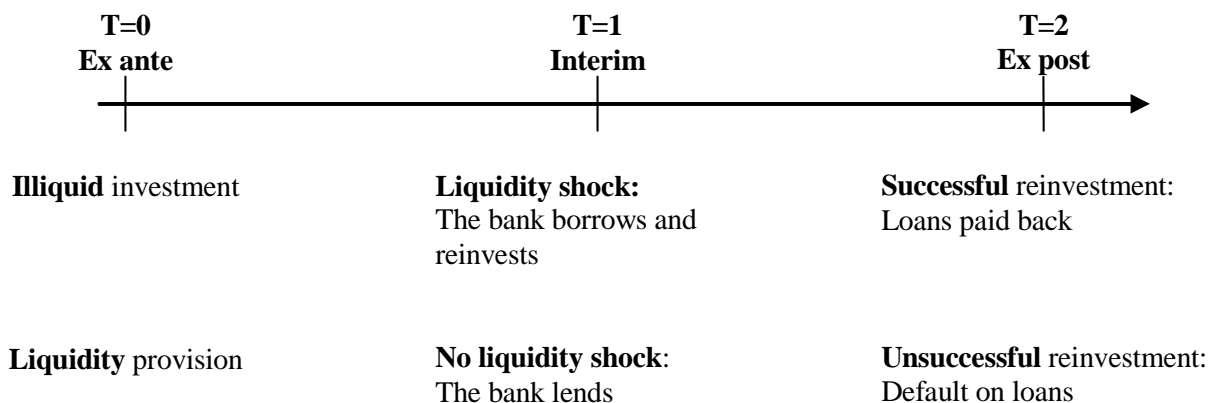 T=0
Ex ante
T=1
Interim
T=2
Ex post
Illiquid investment
Liquidity shock:
The bank borrows and
reinvests
Successful reinvestment:
Loans paid back
Liquidity provision
No liquidity shock:
The bank lends
Unsuccessful reinvestment:
Default on loans